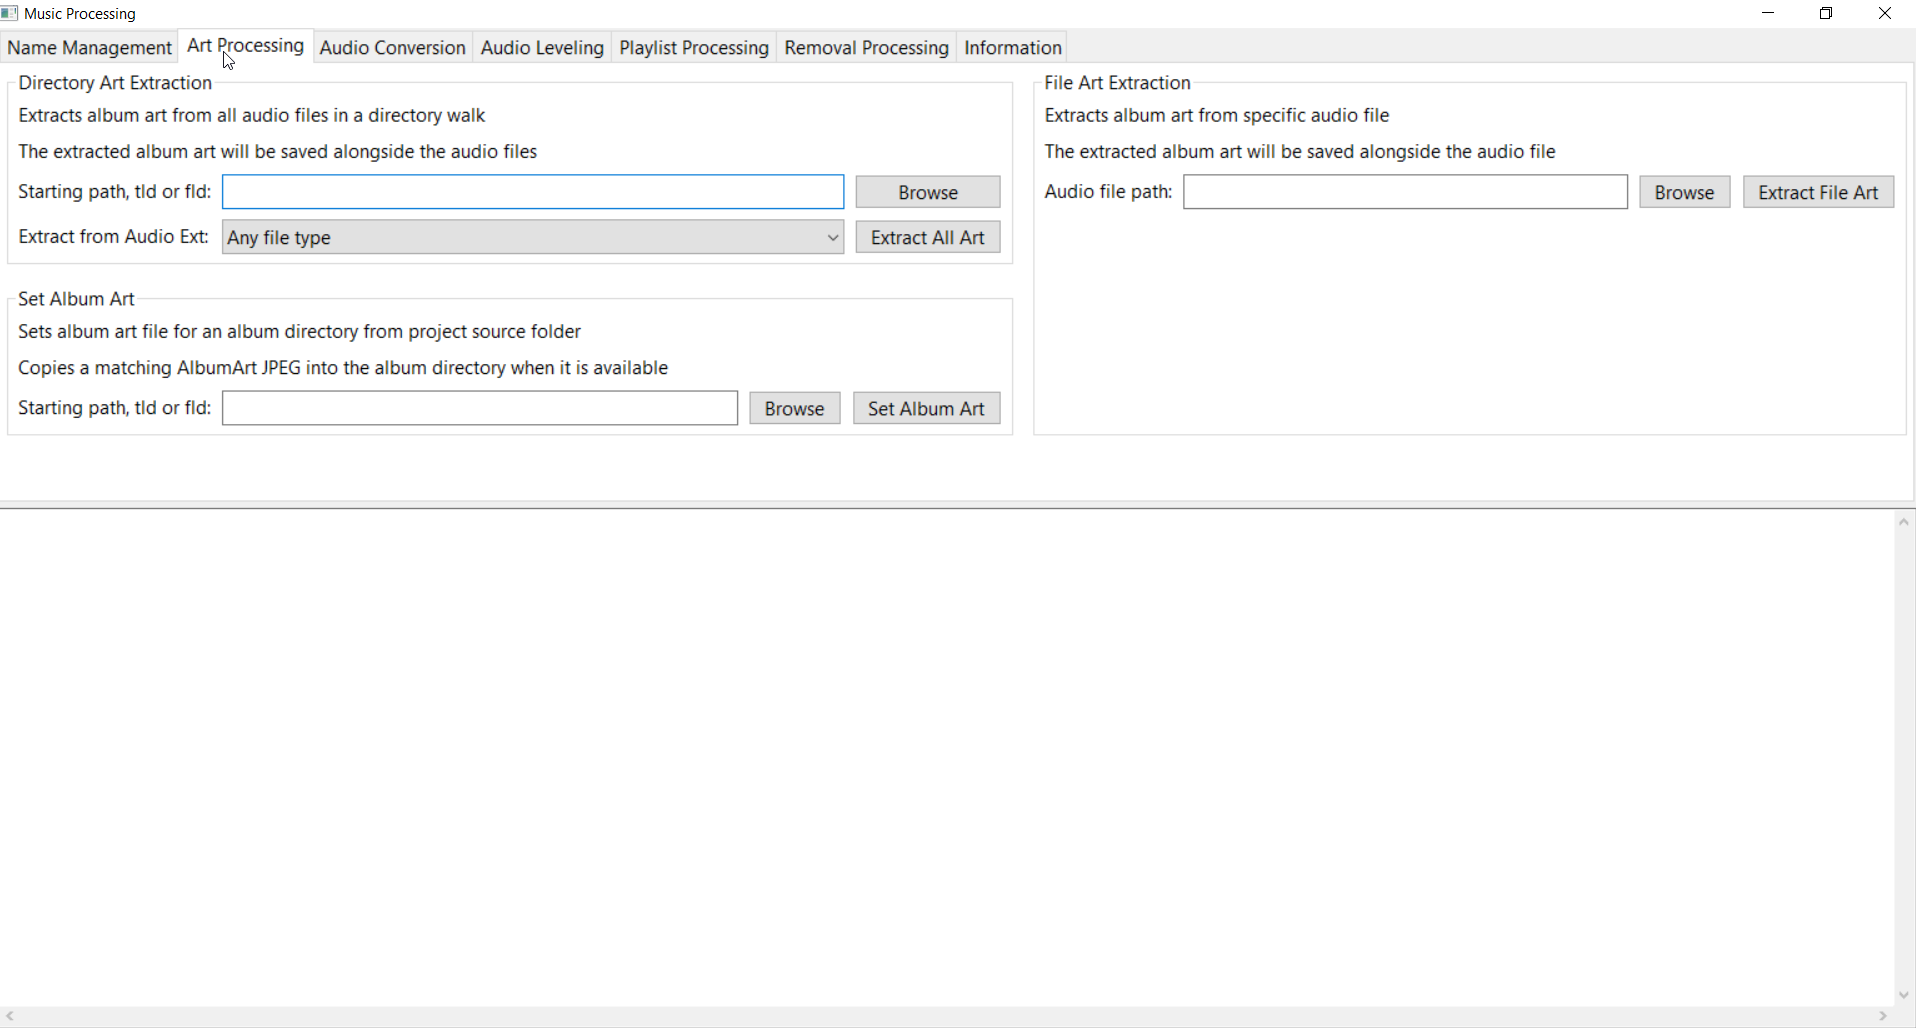 Music Processing
Name Management Art Processing Audio Conversion Audio Leveling Playlist Processing Removal Processing Information
Directory Art Extraction
Extracts album art from all audio files in a directory walk
The extracted album art will be saved alongside the audio files
Starting path, tld or fld: Browse
Extract from Audio Ext: Any file type Extract All Art
Set Album Art
Sets album art file for an album directory from project source folder
Copies a matching AlbumArt JPEG into the album directory when it is available
Starting path, tld or fld: Browse Set Album Art
File Art Extraction
Extracts album art from specific audio file
The extracted album art will be saved alongside the audio file
Audio file path: Browse Extract File Art